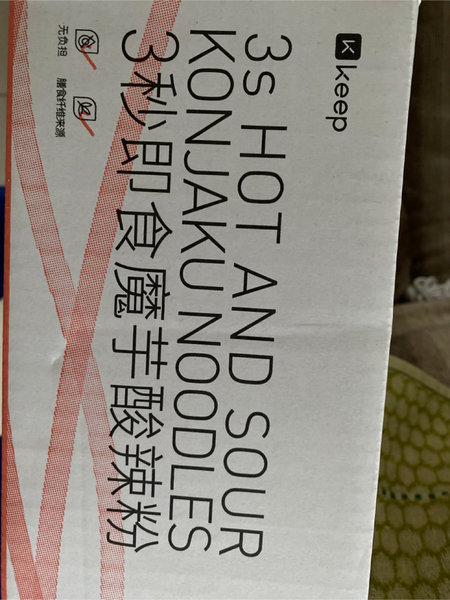 keep
3s HOT AND SOUR
KONJAKU NOODLES
3秒即食魔芋酸辣粉
无负担
膳食纤维来源